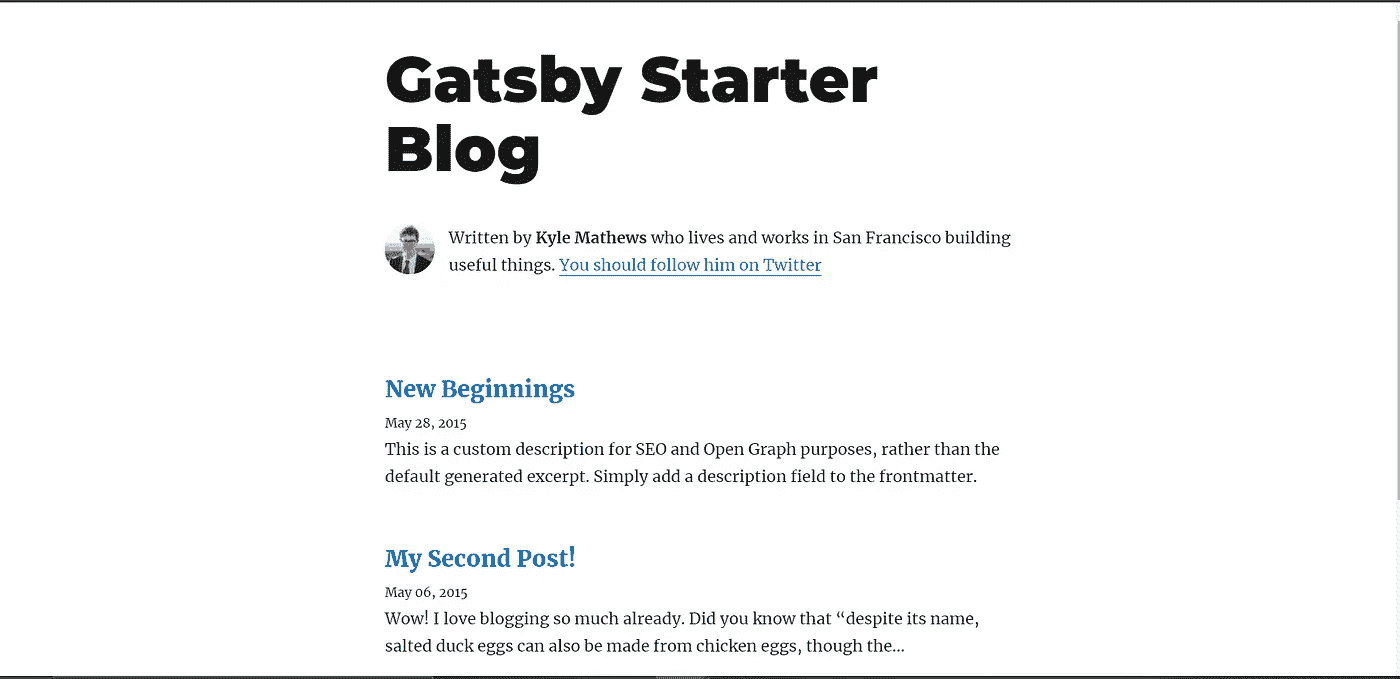 Gatsby Starter
Blog
Written by Kyle Mathews who lives and works in San Francisco building
useful things. You should follow him on Twitter
New Beginnings
May 28, 2015
This is a custom description for SEO and Open Graph purposes, rather than the
default generated excerpt. Simply add a description field to the frontmatter.
My Second Post!
May 06, 2015
Wow! I love blogging so much already. Did you know that “despite its name,
salted duck eggs can also be made from chicken eggs, though the…